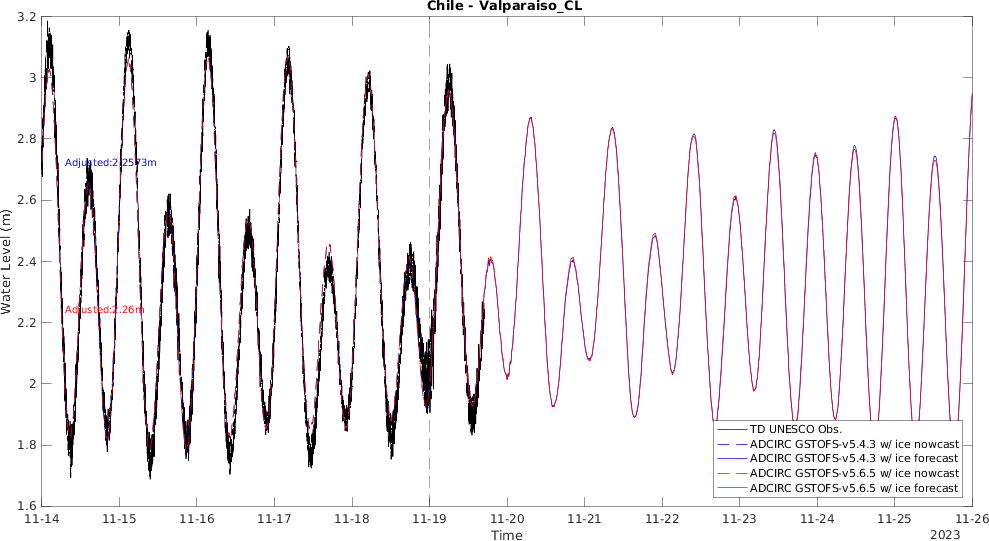 Chile - Valparaiso_CL
3.2
3
2.8
2.6
2.4
2.2
2
1.8
1.6
Water Level (m)
Adjusted:2.2573m
Adjusted:2.26m
TD UNESCO Obs.
ADCIRC GSTOFS-v5.4.3 w/ ice nowcast
ADCIRC GSTOFS-v5.4.3 w/ ice forecast
ADCIRC GSTOFS-v5.6.5 w/ ice nowcast
ADCIRC GSTOFS-v5.6.5 w/ ice forecast
11-14 11-15 11-16 11-17 11-18 11-19 11-20 11-21 11-22 11-23 11-24 11-25 11-26
Time
2023